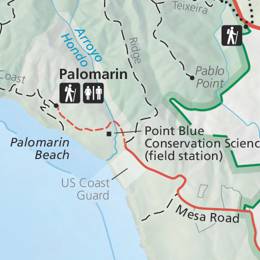 Teixeira
Arroyo
Hondo
Ridge
Coast
Palomarin
Pablo
Point
Palomarin
Beach
Point Blue
Conservation Scienc
(field station)
US Coast
Guard
Mesa Road